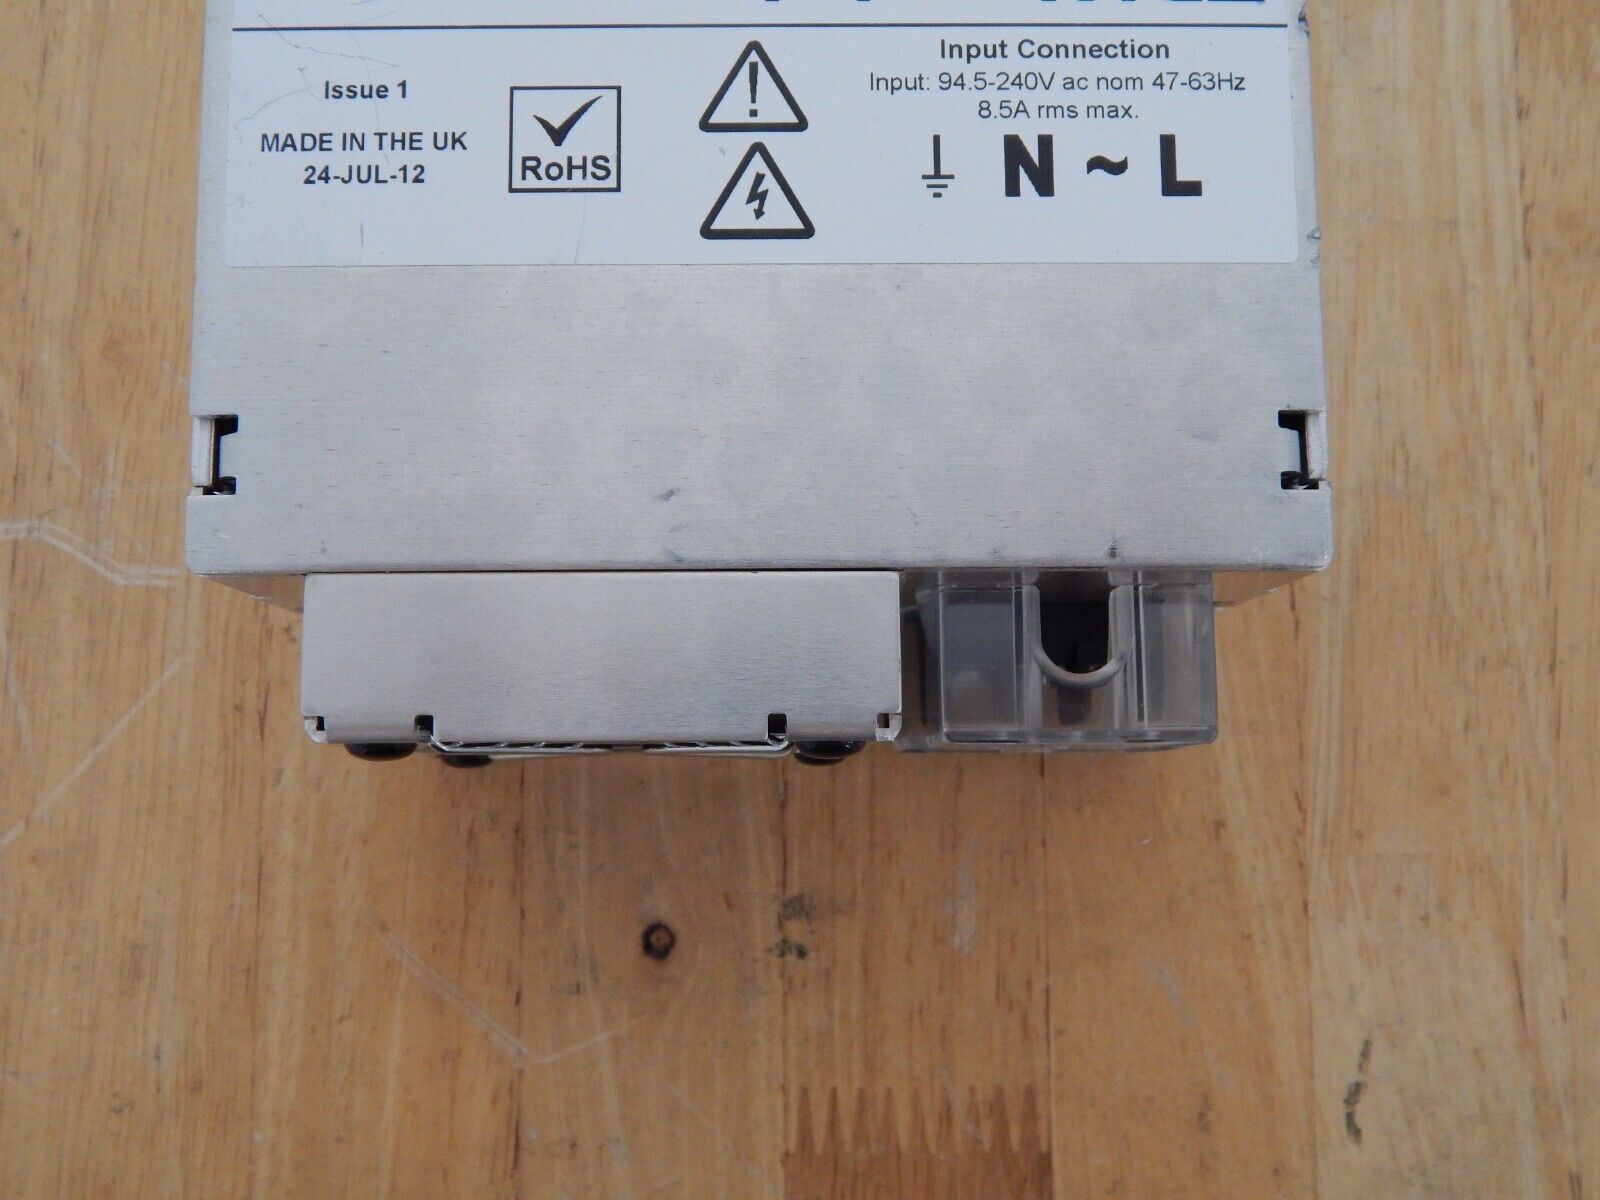 Issue 1
MADE IN THE UK
24-JUL-12
RoHS
Input Connection
Input: 94.5-240V ac nom 47-63Hz
8.5A rms max.
N ~ L